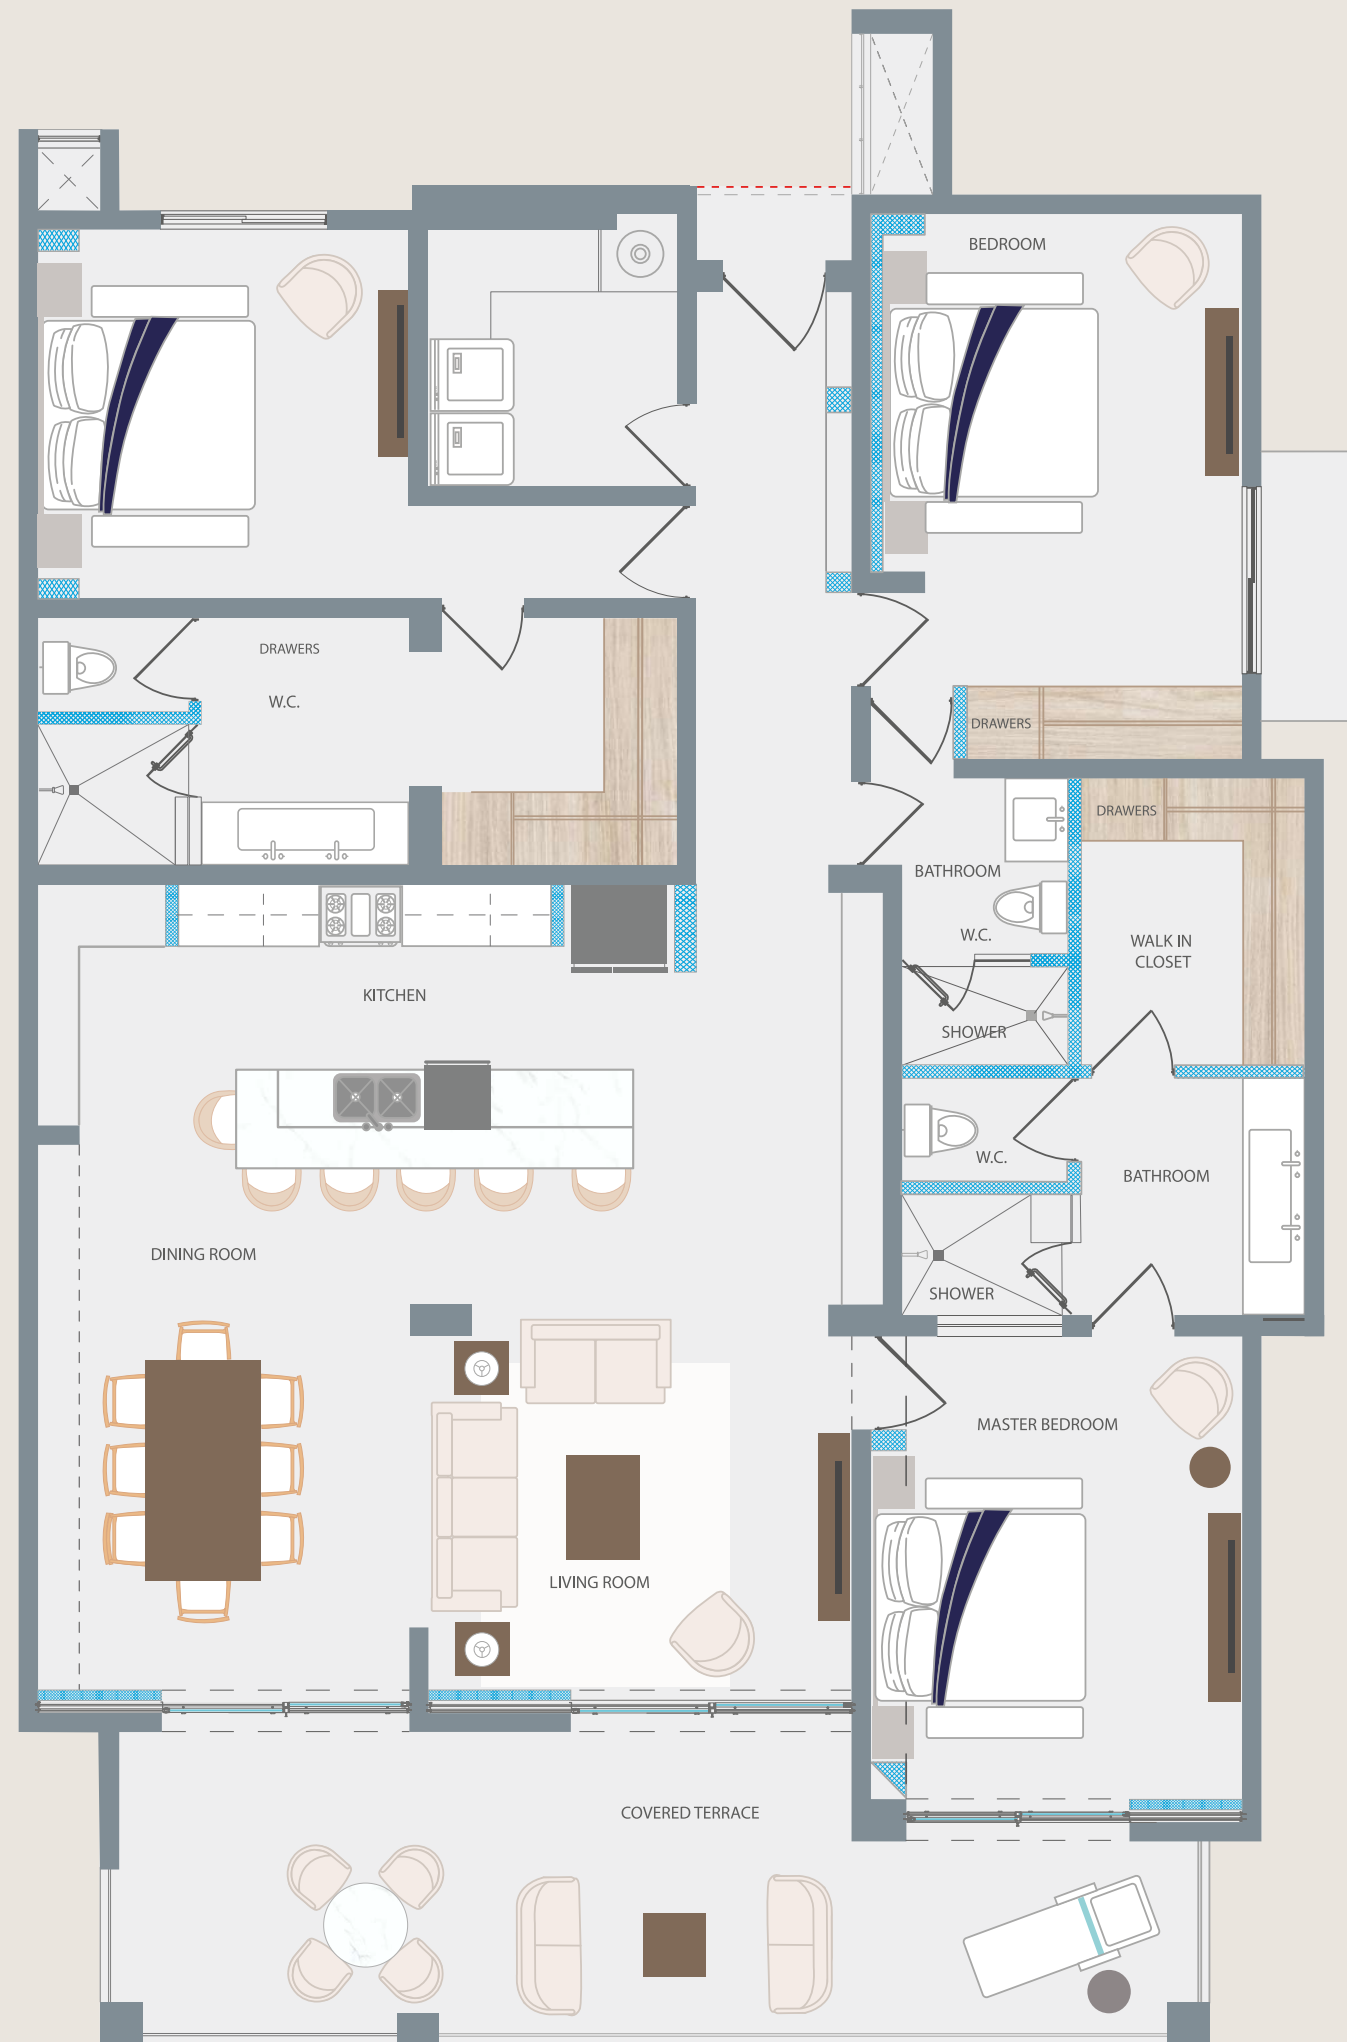 BEDROOM
DRAWERS
W.C.
DRAWERS
DRAWERS
BATHROOM
W.C.
WALK IN
CLOSET
KITCHEN
SHOWER
W.C.
BATHROOM
DINING ROOM
SHOWER
MASTER BEDROOM
LIVING ROOM
COVERED TERRACE